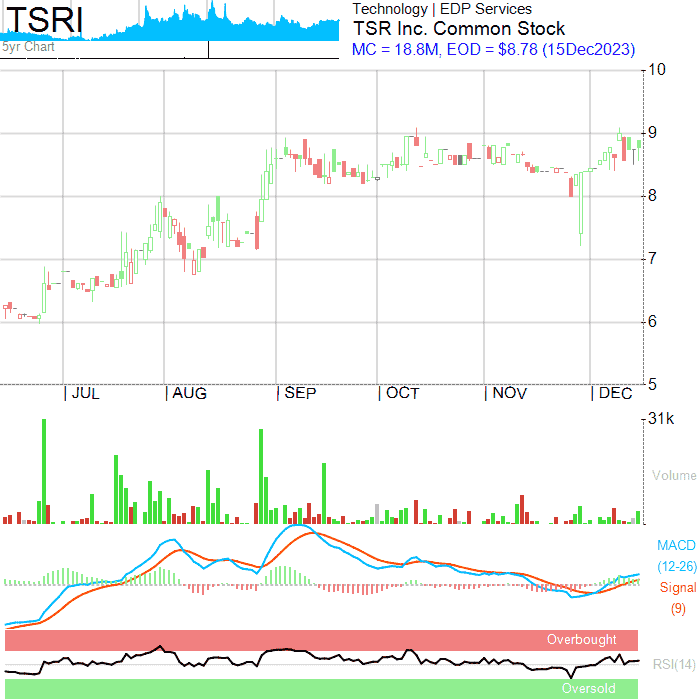 TSRI
5yr Chart
Technology | EDP Services
TSR Inc. Common Stock
MC = 18.8M, EOD = $8.78 (15Dec2023)
10
9
8
7
6
5
JUL AUG SEP OCT NOV DEC
31k
Volume
MACD
(12-26)
Signal
(9)
Overbought
RSI(14)
Oversold